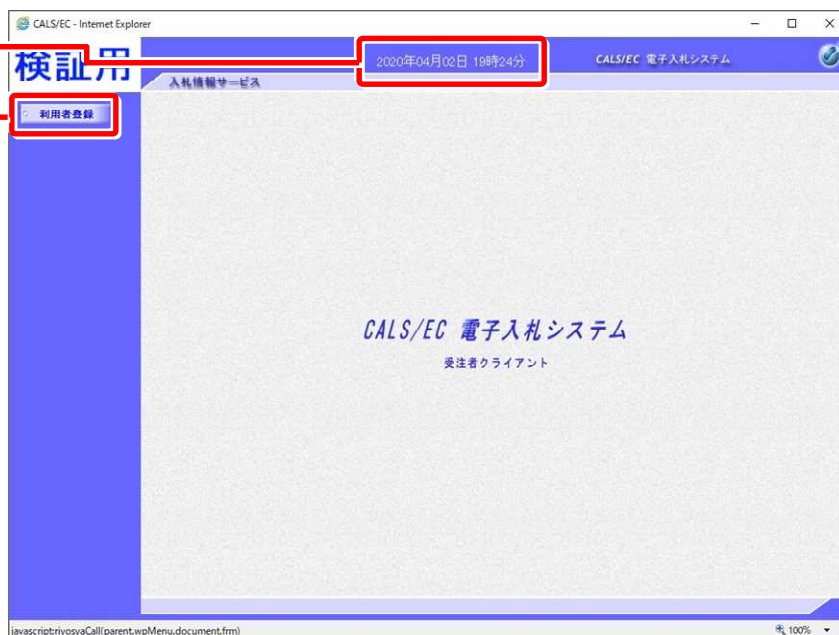 CALS/EC - Internet Explorer
検証用
2020年04月02日 19時24分
CALS/EC 電子入札システム
入札情報サービス
利用者登録
CALS/EC 電子入札システム
受注者クライアント
javascript:riyosyaCall(parent.wpMenu.document.frm)
100%